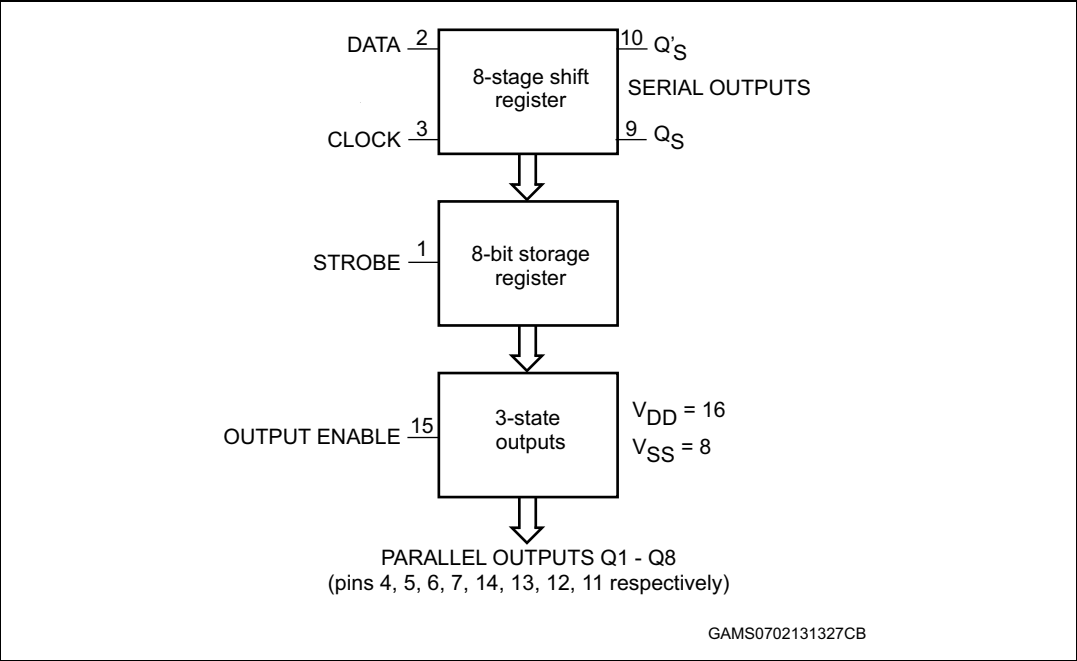 DATA 2
10 Q'S
8-stage shift
register
SERIAL OUTPUTS
CLOCK 3
9 QS
STROBE 1
8-bit storage
register
OUTPUT ENABLE 15
3-state
outputs
VDD = 16
VSS = 8
PARALLEL OUTPUTS Q1 - Q8
(pins 4, 5, 6, 7, 14, 13, 12, 11 respectively)
GAMS0702131327CB